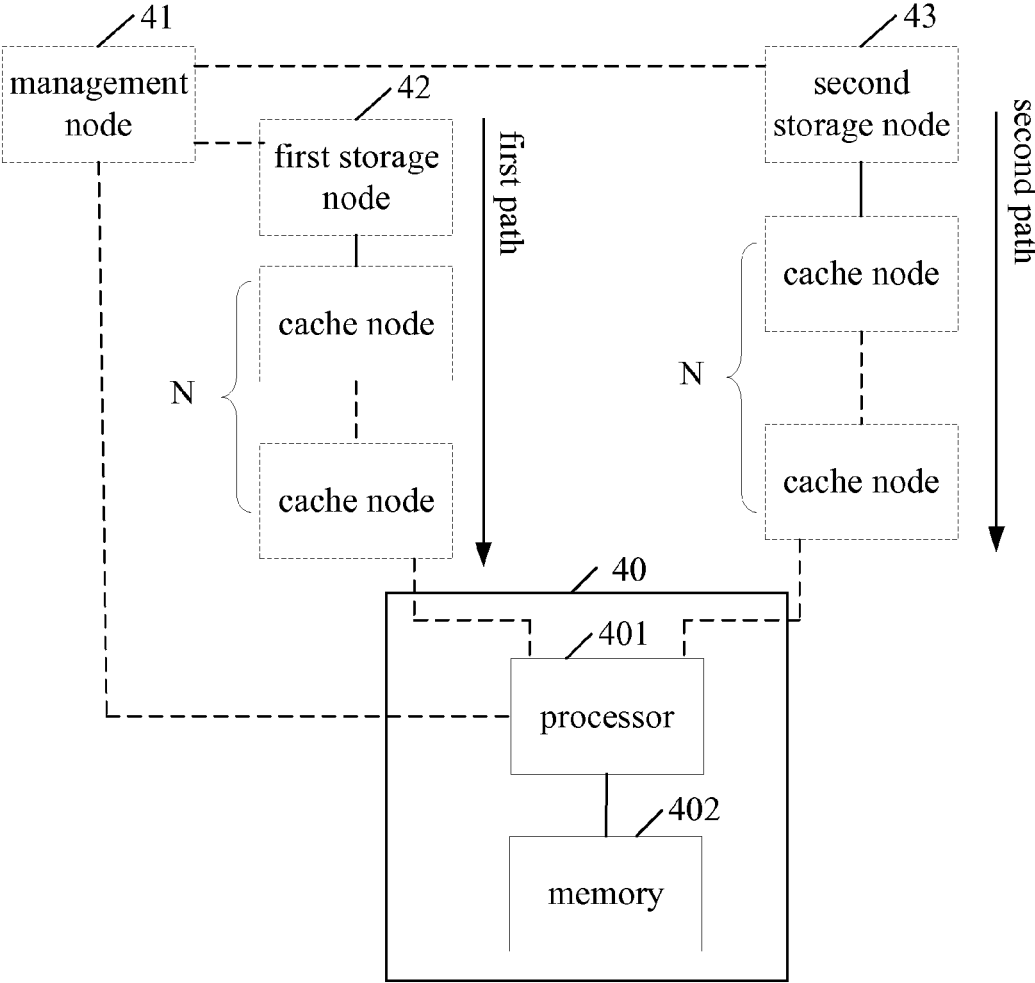 41
management
node
42
first storage
node
first path
43
second
storage node
second path
cache node
N
cache node
cache node
N
cache node
40
401
processor
402
memory